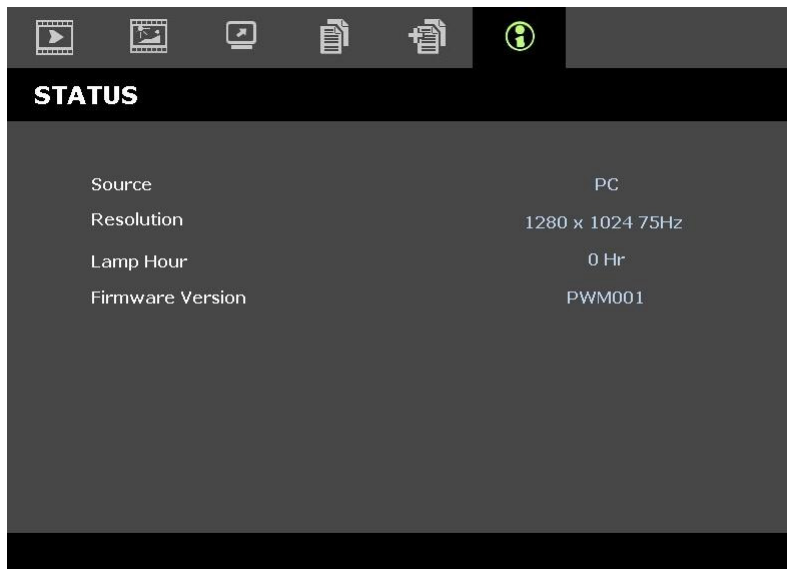 STATUS
Source PC
Resolution 1280 x 1024 75Hz
Lamp Hour 0 Hr
Firmware Version PWM001